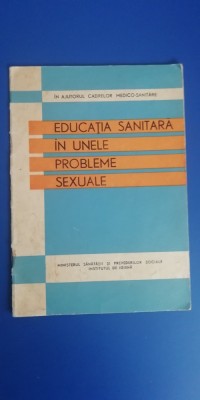 ÎN AJUTORUL CADRELOR MEDICO-SANITARE
EDUCAȚIA SANITARĂ
ÎN UNELE
PROBLEME
SEXUALE
MINISTERUL SĂNĂTĂȚII ȘI PREVEDERILOR SOCIALE
INSTITUTUL DE IGIENĂ